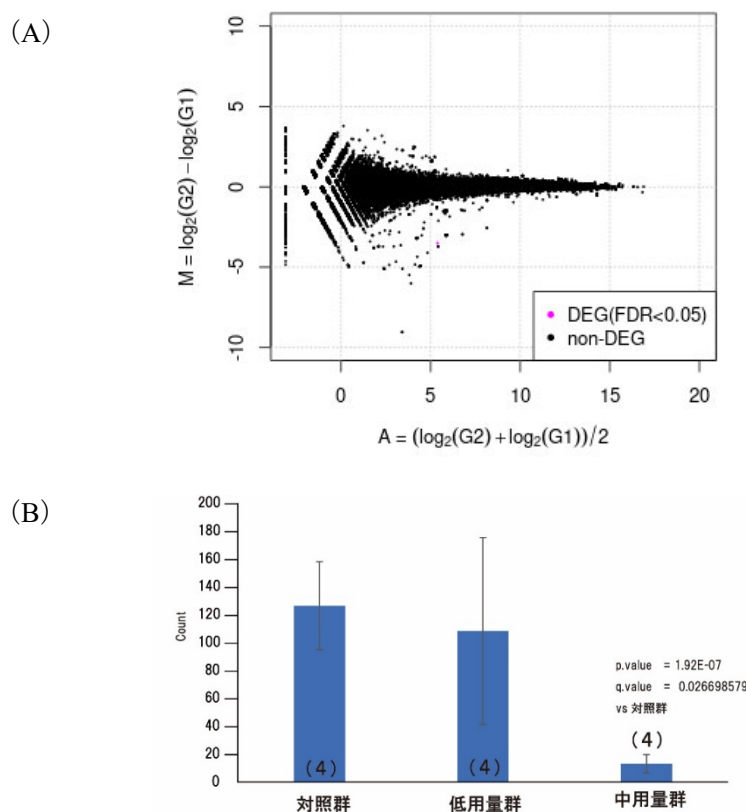 (A)
10
5
0
-5
-10
M = log₂(G2) − log₂(G1)
DEG(FDR<0.05)
non-DEG
0 5 10 15 20
A = (log₂(G2) + log₂(G1))/2
(B)
200
180
160
140
120
100
80
60
40
20
0
Count
p.value = 1.92E-07
q.value = 0.026698579
vs 対照群
(4) (4) (4)
対照群 低用量群 中用量群